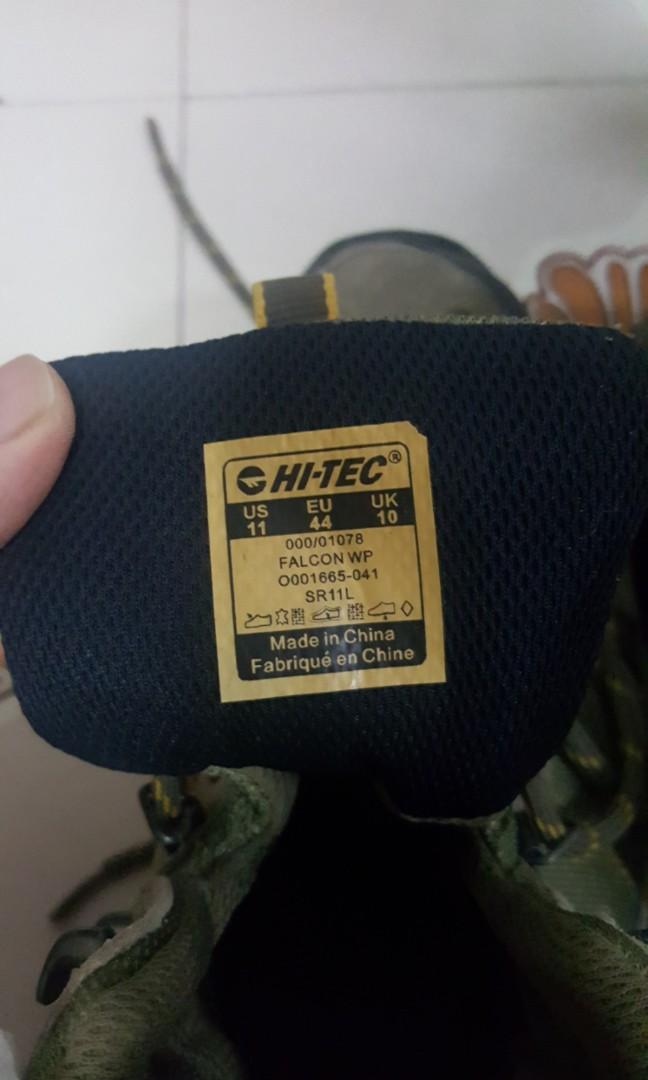 HI-TEC®
US EU UK
11 44 10
000/01078
FALCON WP
O001665-041
SR11L
Made in China
Fabriqué en Chine